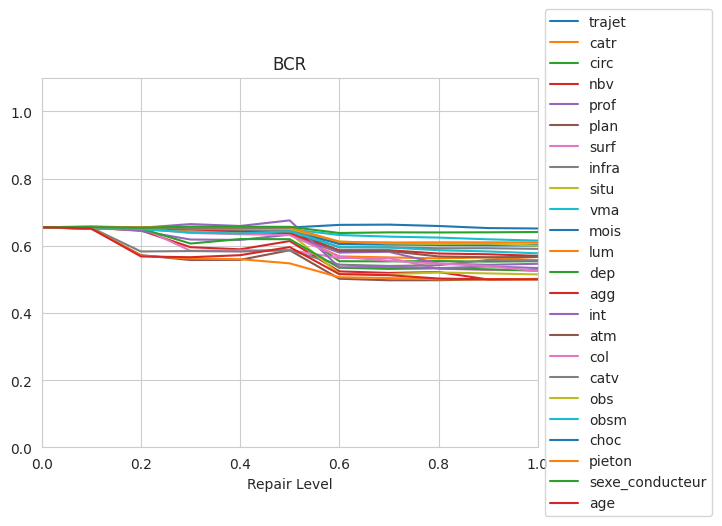 BCR
1.0
0.8
0.6
0.4
0.2
0.0
0.0 0.2 0.4 0.6 0.8 1.0
Repair Level
trajet
catr
circ
nbv
prof
plan
surf
infra
situ
vma
mois
lum
dep
agg
int
atm
col
catv
obs
obsm
choc
pieton
sexe_conducteur
age